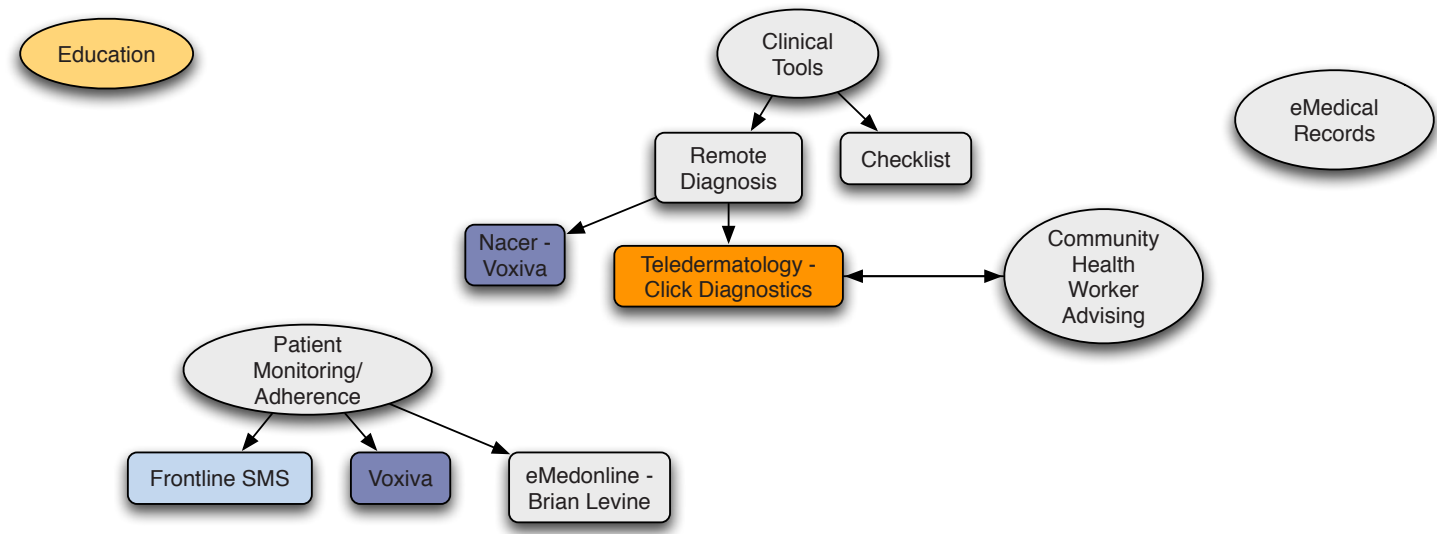 Education
Clinical
Tools
eMedical
Records
Remote
Diagnosis
Checklist
Nacer -
Voxiva
Teledermatology -
Click Diagnostics
Community
Health
Worker
Advising
Patient
Monitoring/
Adherence
Frontline SMS
Voxiva
eMedonline -
Brian Levine